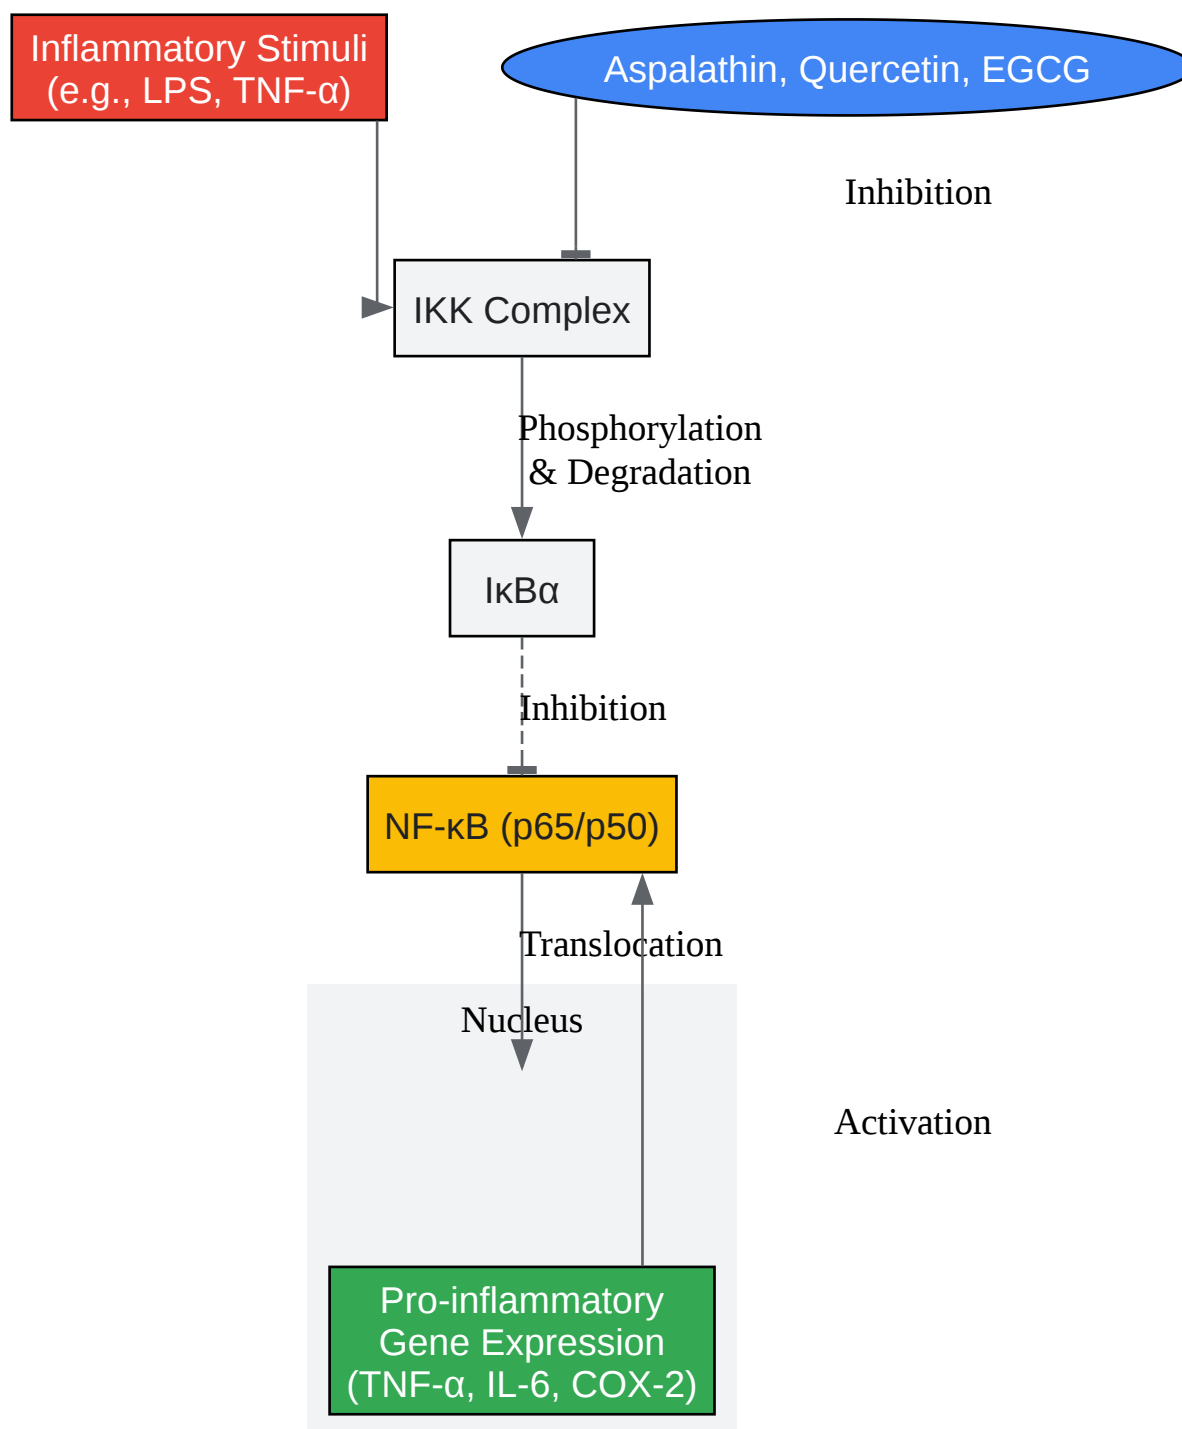 Inflammatory Stimuli
(e.g., LPS, TNF-α)
Aspalathin, Quercetin, EGCG
Inhibition
IKK Complex
Phosphorylation
& Degradation
IκBα
Inhibition
NF-κB (p65/p50)
Translocation
Nucleus
Activation
Pro-inflammatory
Gene Expression
(TNF-α, IL-6, COX-2)